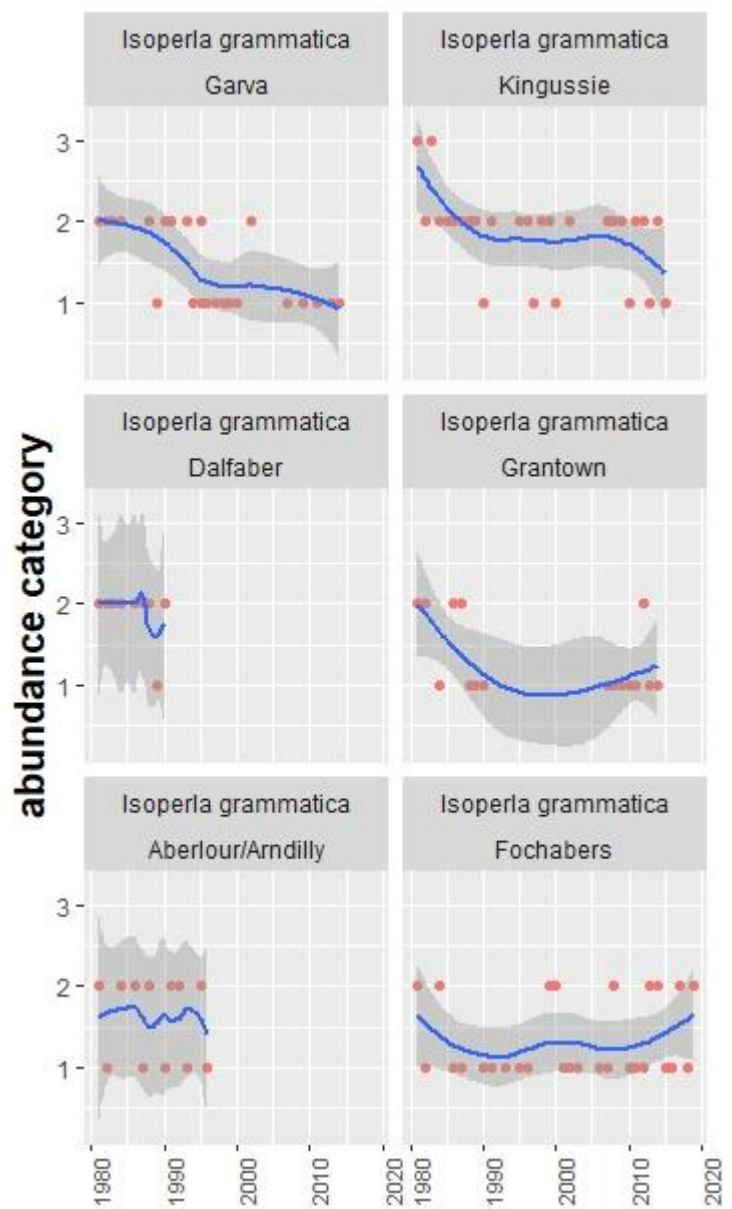 Isoperla grammatica
Garva
Isoperla grammatica
Kingussie
3
2
1
Isoperla grammatica
Dalfaber
Isoperla grammatica
Grantown
3
2
1
abundance category
Isoperla grammatica
Aberlour/Arndilly
Isoperla grammatica
Fochabers
3
2
1
1980
1990
2000
2010
2020
1980
1990
2000
2010
2020